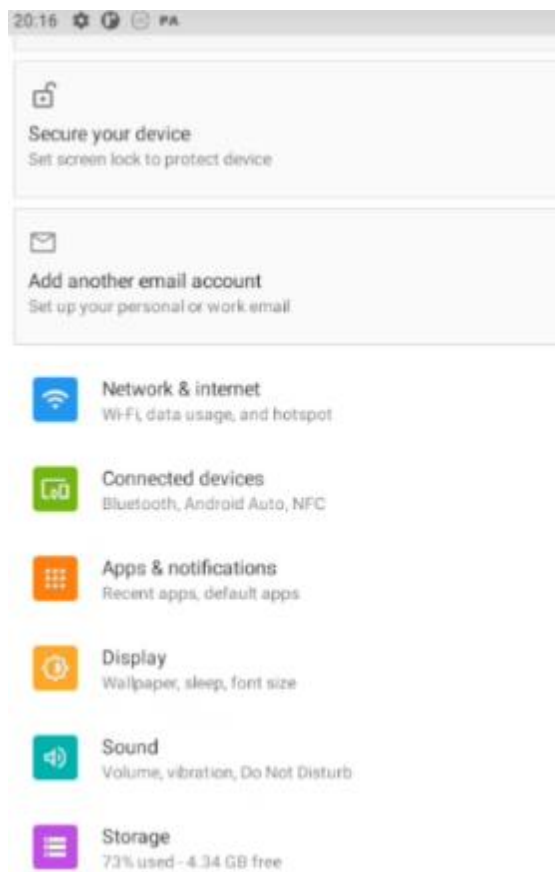 20:16 PA
Secure your device
Set screen lock to protect device
Add another email account
Set up your personal or work email
Network & internet
Wi-Fi, data usage, and hotspot
Connected devices
Bluetooth, Android Auto, NFC
Apps & notifications
Recent apps, default apps
Display
Wallpaper, sleep, font size
Sound
Volume, vibration, Do Not Disturb
Storage
73% used - 4.34 GB free